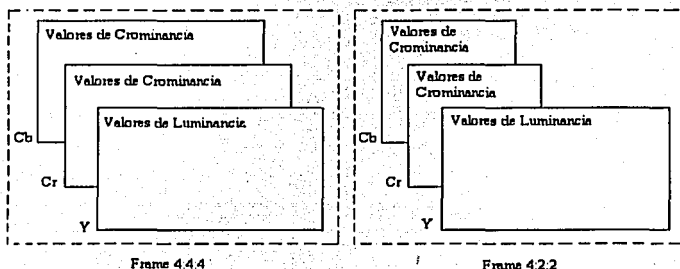 Valores de Crominancia
Valores de Crominancia
Valores de Luminancia
Cb
Cr
Y
Frame 4:4:4
Valores de
Crominancia
Valores de
Crominancia
Valores de Luminancia
Cb
Cr
Y
Frame 4:2:2